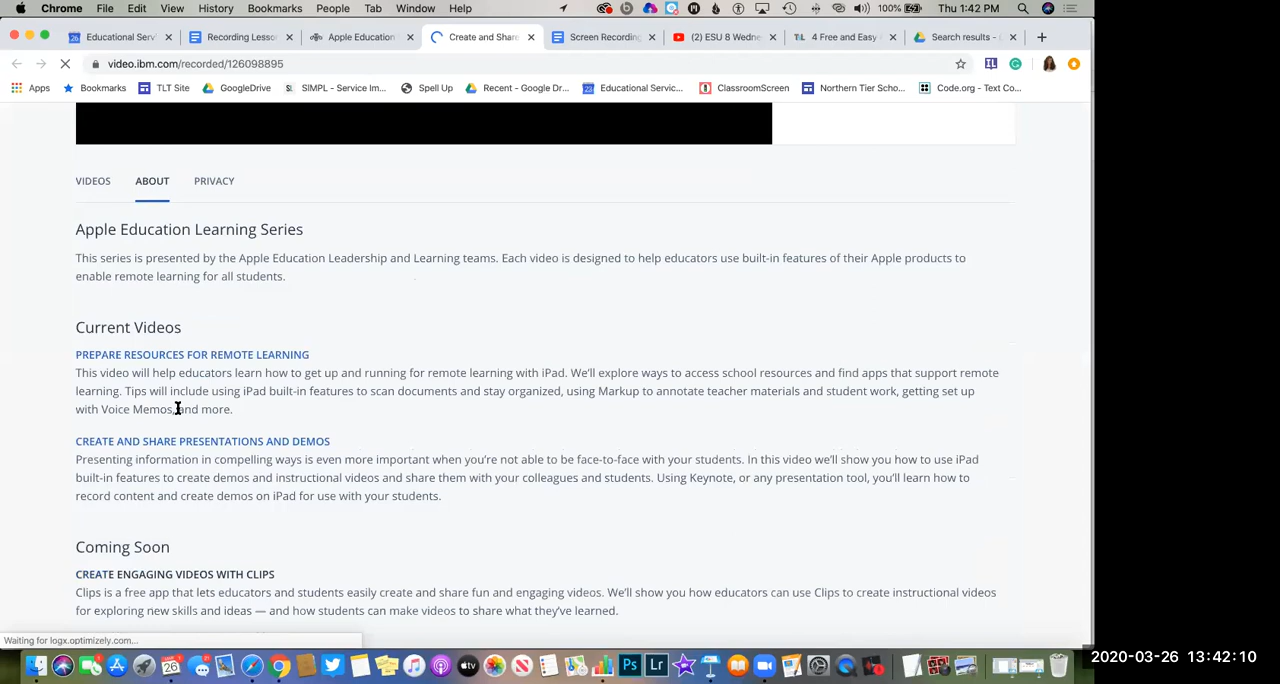 Chrome File Edit View History Bookmarks People Tab Window Help 100% Thu 1:42 PM
Educational Serv Recording Lesso Apple Education Create and Share Screen Recording (2) ESU 8 Wednes 4 Free and Easy Search results -
video.ibm.com/recorded/126098895
Apps Bookmarks TLT Site GoogleDrive SIMPL - Service Im... Spell Up Recent - Google Dr... Educational Servic... ClassroomScreen Northern Tier Scho... Code.org - Text Co...
VIDEOS ABOUT PRIVACY
Apple Education Learning Series
This series is presented by the Apple Education Leadership and Learning teams. Each video is designed to help educators use built-in features of their Apple products to
enable remote learning for all students.
Current Videos
PREPARE RESOURCES FOR REMOTE LEARNING
This video will help educators learn how to get up and running for remote learning with iPad. We'll explore ways to access school resources and find apps that support remote
learning. Tips will include using iPad built-in features to scan documents and stay organized, using Markup to annotate teacher materials and student work, getting set up
with Voice Memos, and more.
CREATE AND SHARE PRESENTATIONS AND DEMOS
Presenting information in compelling ways is even more important when you're not able to be face-to-face with your students. In this video we'll show you how to use iPad
built-in features to create demos and instructional videos and share them with your colleagues and students. Using Keynote, or any presentation tool, you'll learn how to
record content and create demos on iPad for use with your students.
Coming Soon
CREATE ENGAGING VIDEOS WITH CLIPS
Clips is a free app that lets educators and students easily create and share fun and engaging videos. We'll show you how educators can use Clips to create instructional videos
for exploring new skills and ideas — and how students can make videos to share what they've learned.
Waiting for logx.optimizely.com...
2020-03-26 13:42:10